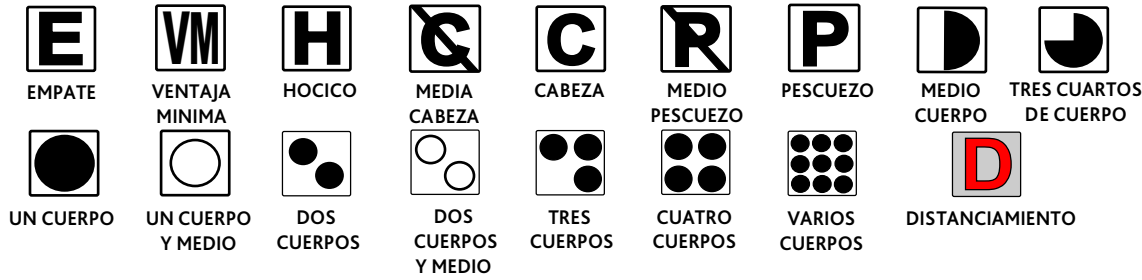 E
VM
H
C
C
R
P
EMPATE
VENTAJA
MINIMA
HOCICO
MEDIA
CABEZA
CABEZA
MEDIO
PESCUEZO
PESCUEZO
MEDIO
CUERPO
TRES CUARTOS
DE CUERPO
D
UN CUERPO
UN CUERPO
Y MEDIO
DOS
CUERPOS
DOS
CUERPOS
Y MEDIO
TRES
CUERPOS
CUATRO
CUERPOS
VARIOS
CUERPOS
DISTANCIAMIENTO